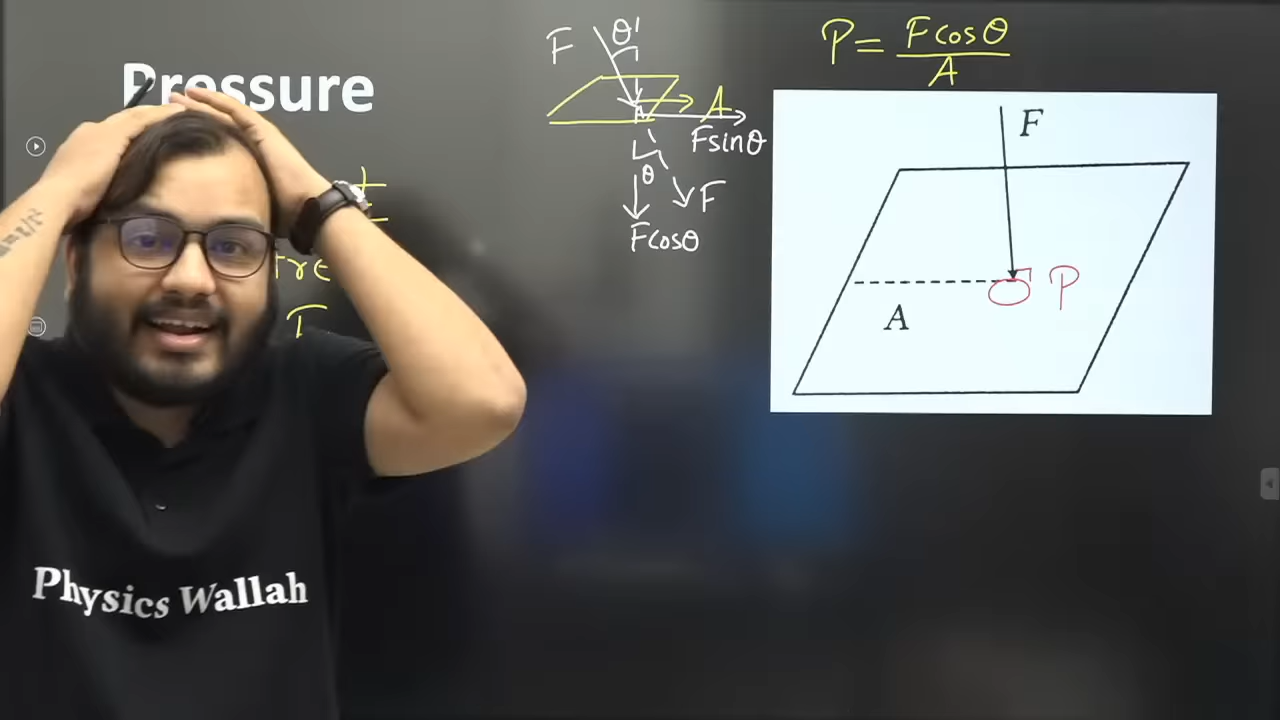 Pressure
F θ
A
Fsinθ
θ
F
Fcosθ
P = Fcosθ / A
F
P
A
Physics Wallah